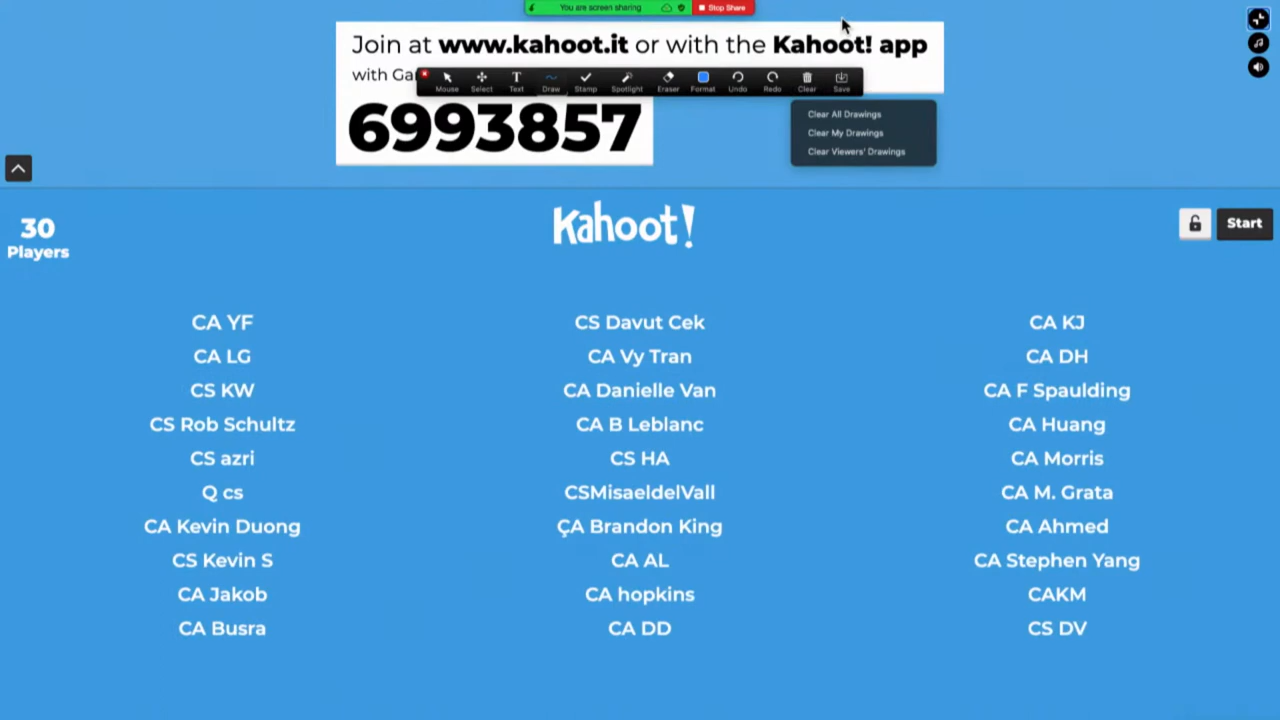 You are screen sharing
Stop Share
Join at www.kahoot.it or with the Kahoot! app
with Ga
Mouse Select Text Draw Stamp Spotlight Eraser Format Undo Redo Clear Save
6993857
Clear All Drawings
Clear My Drawings
Clear Viewers' Drawings
30
Players
Kahoot!
Start
CA YF CS Davut Cek CA KJ
CA LG CA Vy Tran CA DH
CS KW CA Danielle Van CA F Spaulding
CS Rob Schultz CA B Leblanc CA Huang
CS azri CS HA CA Morris
Q cs CSMisaeldelVall CA M. Grata
CA Kevin Duong ÇA Brandon King CA Ahmed
CS Kevin S CA AL CA Stephen Yang
CA Jakob CA hopkins CAKM
CA Busra CA DD CS DV